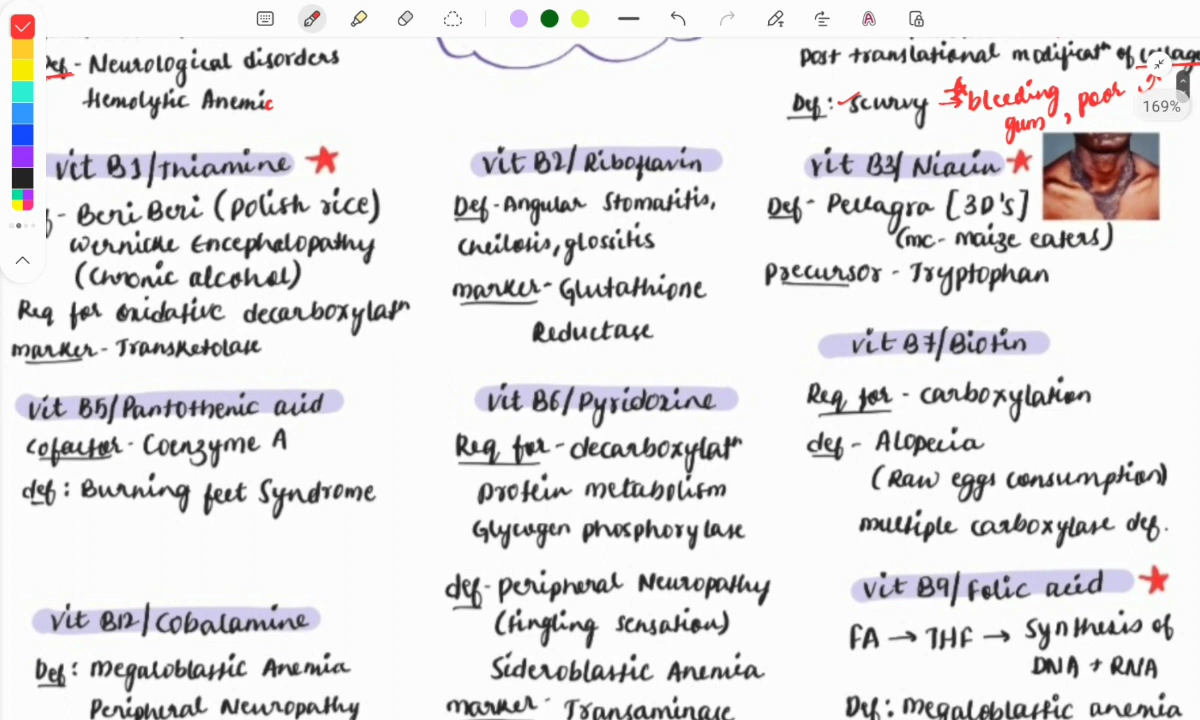 Def - Neurological disorders
Hemolytic Anemic
Post translational modificatⁿ of collage
Def: scurvy bleeding gum, poor
169%
Vit B1/Thiamine
- Beri Beri (polish rice)
Wernicke Encephalopathy
(Chronic alcohol)
Req for oxidative decarboxylatⁿ
marker - Transketolase
Vit B2/Riboflavin
Def - Angular Stomatitis,
cheilosis, glossitis
marker - Glutathione
Reductase
Vit B3/Niacin
Def - Pellagra [3D's]
(mc - maize eaters)
Precursor - Tryptophan
Vit B5/Pantothenic acid
cofactor - Coenzyme A
def: Burning feet Syndrome
Vit B6/Pyridoxine
Req for - decarboxylatⁿ
protein metabolism
Glycogen phosphorylase
def - Peripheral Neuropathy
(tingling sensation)
Sideroblastic Anemia
marker - Transaminase
Vit B7/Biotin
Req for - carboxylation
def - Alopecia
(Raw eggs consumption)
multiple carboxylase def.
Vit B12/Cobalamine
Def: Megaloblastic Anemia
Peripheral Neuropathy
Vit B9/Folic acid
FA → THF → Synthesis of
DNA + RNA
Def: megaloblastic anemia